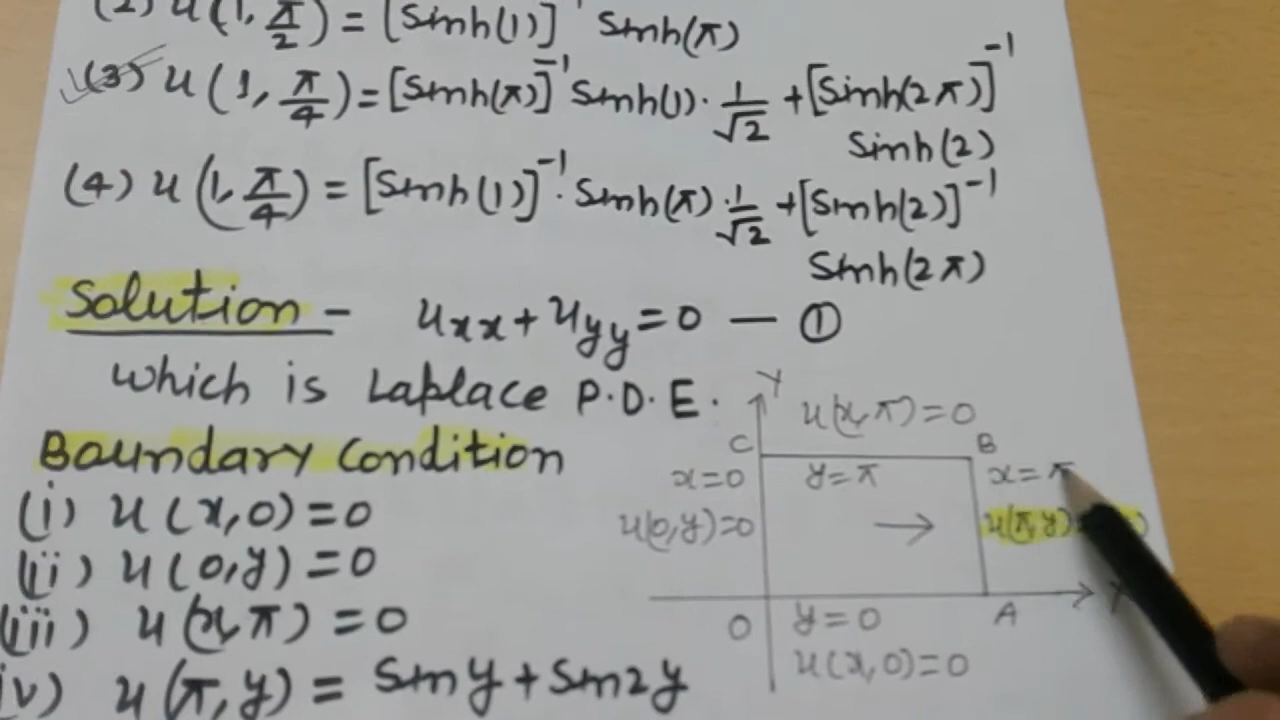 (2) u(1, π/2) = [Sinh(1)]⁻¹ Sinh(π)
(3) u(1, π/4) = [Sinh(π)]⁻¹ Sinh(1) · 1/√2 + [Sinh(2π)]⁻¹
Sinh(2)
(4) u(1, π/4) = [Sinh(1)]⁻¹ · Sinh(π) · 1/√2 + [Sinh(2)]⁻¹
Sinh(2π)
Solution - uxx + uyy = 0 — ①
which is Laplace P.D.E.
Boundary Condition
(i) u(x,0) = 0
(ii) u(0,y) = 0
(iii) u(x,π) = 0
(iv) u(π,y) = Siny + Sin2y
Y
u(x,π) = 0
C B
x=0 y=π x=π
u(0,y)=0 u(π,y)
O y=0 A X
u(x,0)=0